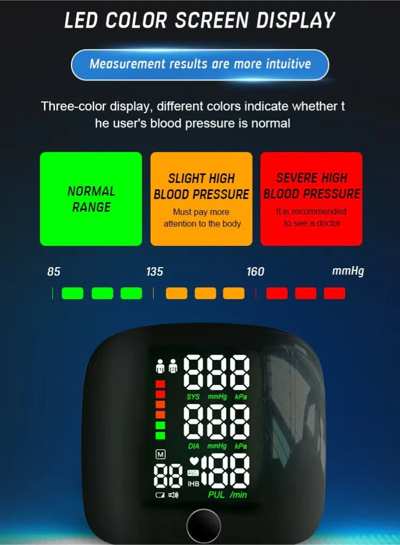 LED COLOR SCREEN DISPLAY
Measurement results are more intuitive
Three-color display, different colors indicate whether t
he user's blood pressure is normal
NORMAL
RANGE
SLIGHT HIGH
BLOOD PRESSURE
Must pay more
attention to the body
SEVERE HIGH
BLOOD PRESSURE
It is recommended
to see a doctor
85 135 160 mmHg
888
SYS mmHg kPa
888
DIA mmHg kPa
M
88
188
IHB
PUL /min